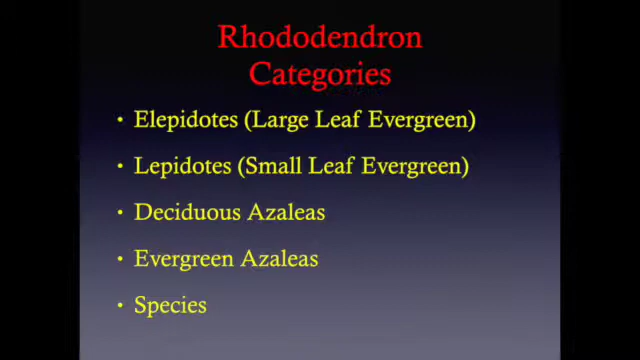 Rhododendron
Categories
• Elepidotes (Large Leaf Evergreen)
• Lepidotes (Small Leaf Evergreen)
• Deciduous Azaleas
• Evergreen Azaleas
• Species